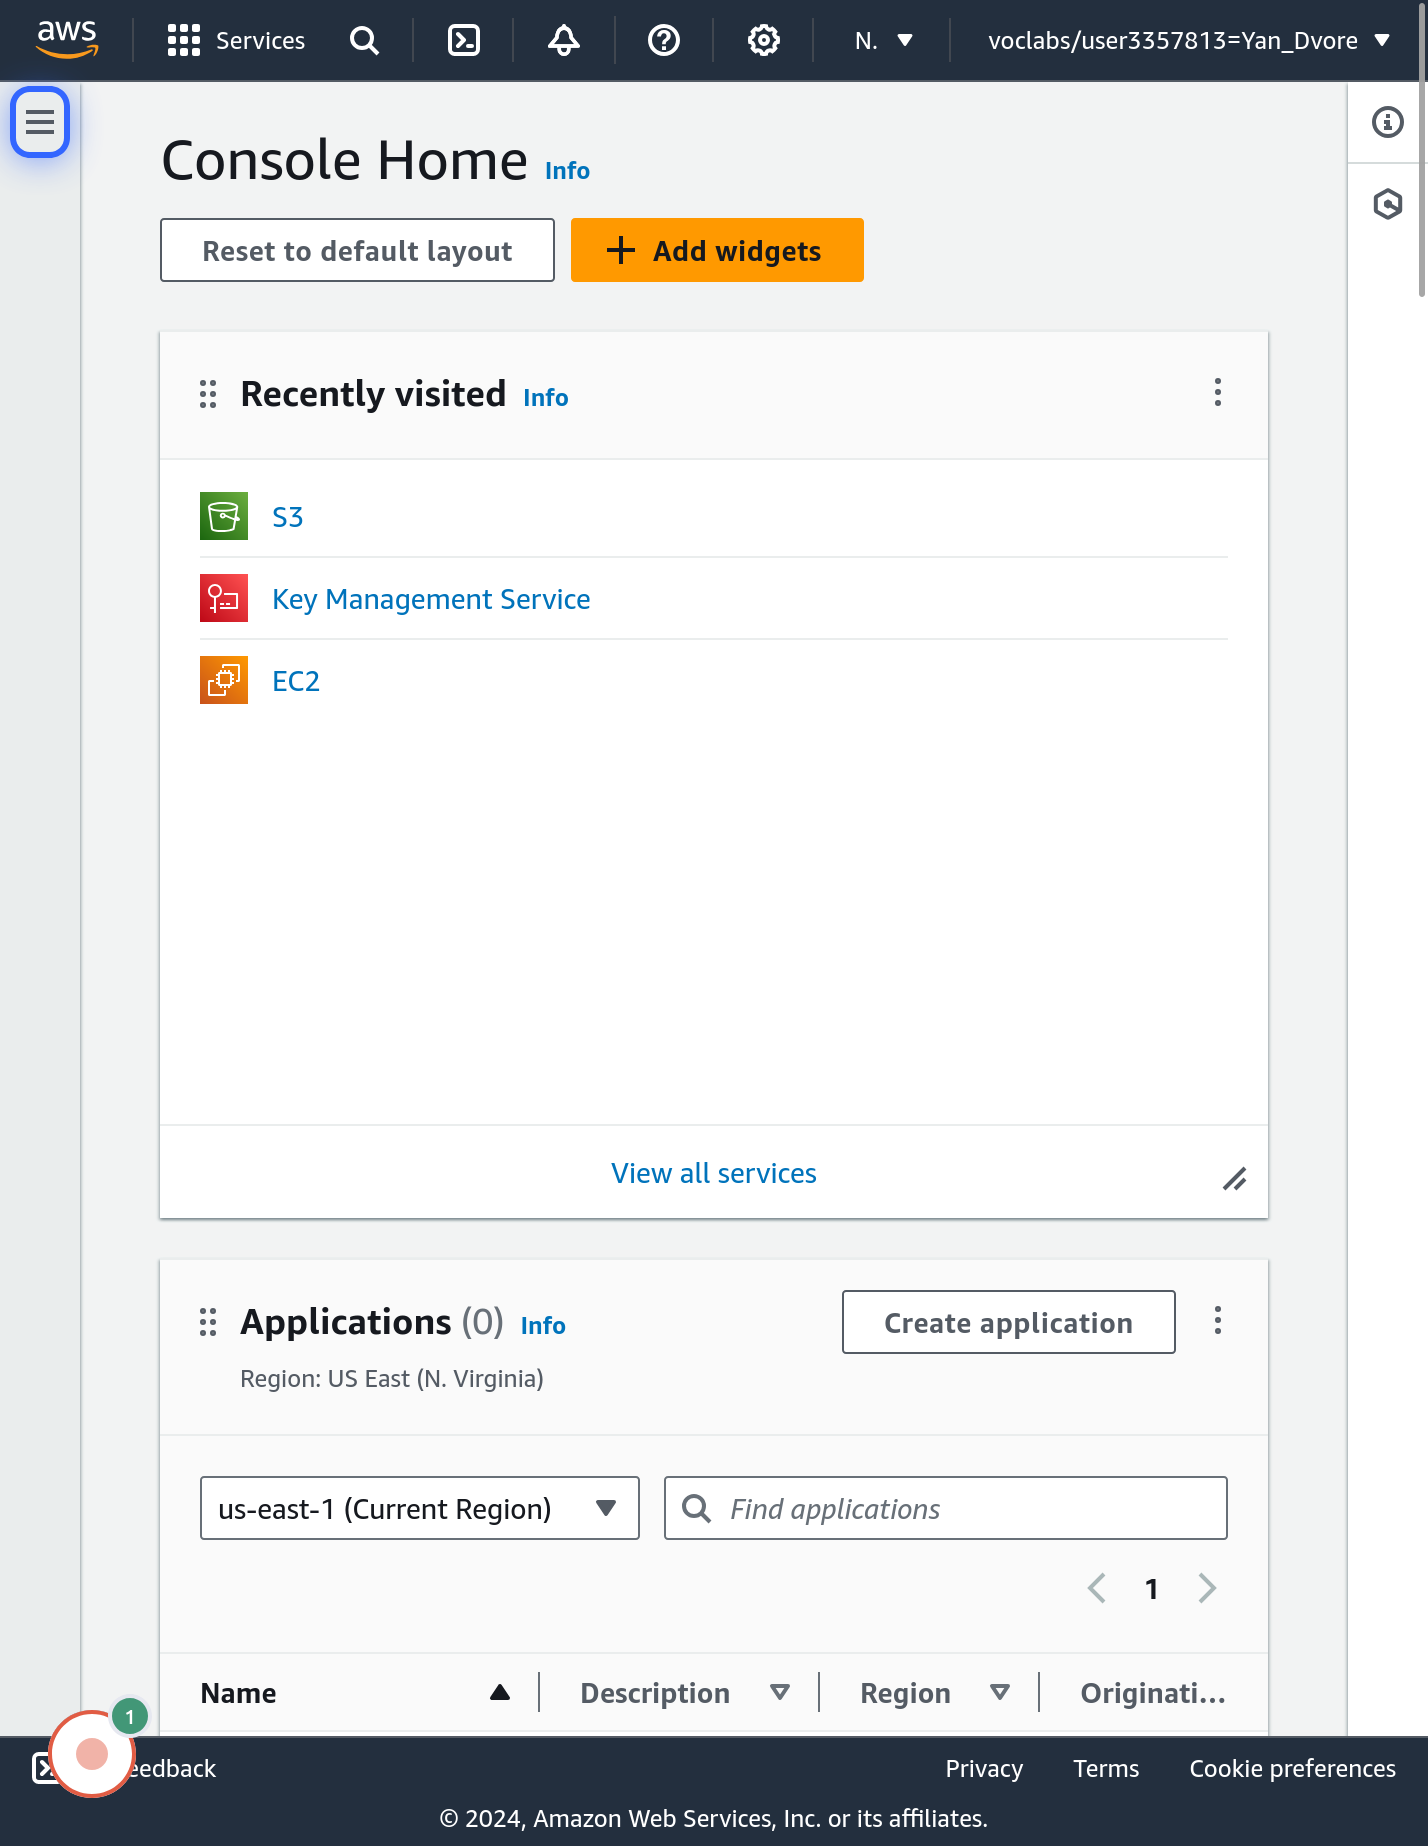 aws
Services
N.
voclabs/user3357813=Yan_Dvore
Console Home Info
Reset to default layout
Add widgets
Recently visited Info
S3
Key Management Service
EC2
View all services
Applications (0) Info
Create application
Region: US East (N. Virginia)
us-east-1 (Current Region)
Find applications
1
Name
Description
Region
Originati...
1
eedback
Privacy
Terms
Cookie preferences
© 2024, Amazon Web Services, Inc. or its affiliates.